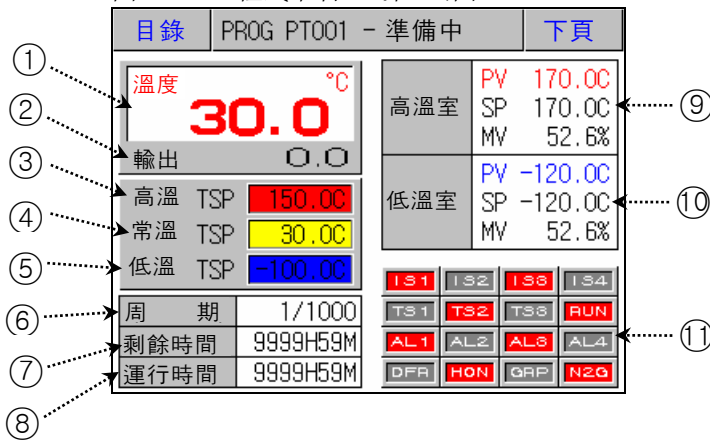 目錄 PROG PT001 - 準備中 下頁
① 溫度 °C
30.0
② 輸出 0.0
③ 高溫 TSP 150.0C
④ 常溫 TSP 30.0C
⑤ 低溫 TSP -100.0C
⑥ 周 期 1/1000
⑦ 剩餘時間 9999H59M
⑧ 運行時間 9999H59M
高溫室 PV 170.0C ⑨
SP 170.0C
MV 52.6%
低溫室 PV -120.0C ⑩
SP -120.0C
MV 52.6%
IS1 IS2 IS3 IS4
TS1 TS2 TS3 RUN
AL1 AL2 AL3 AL4 ⑪
DFR HON GRP N2G